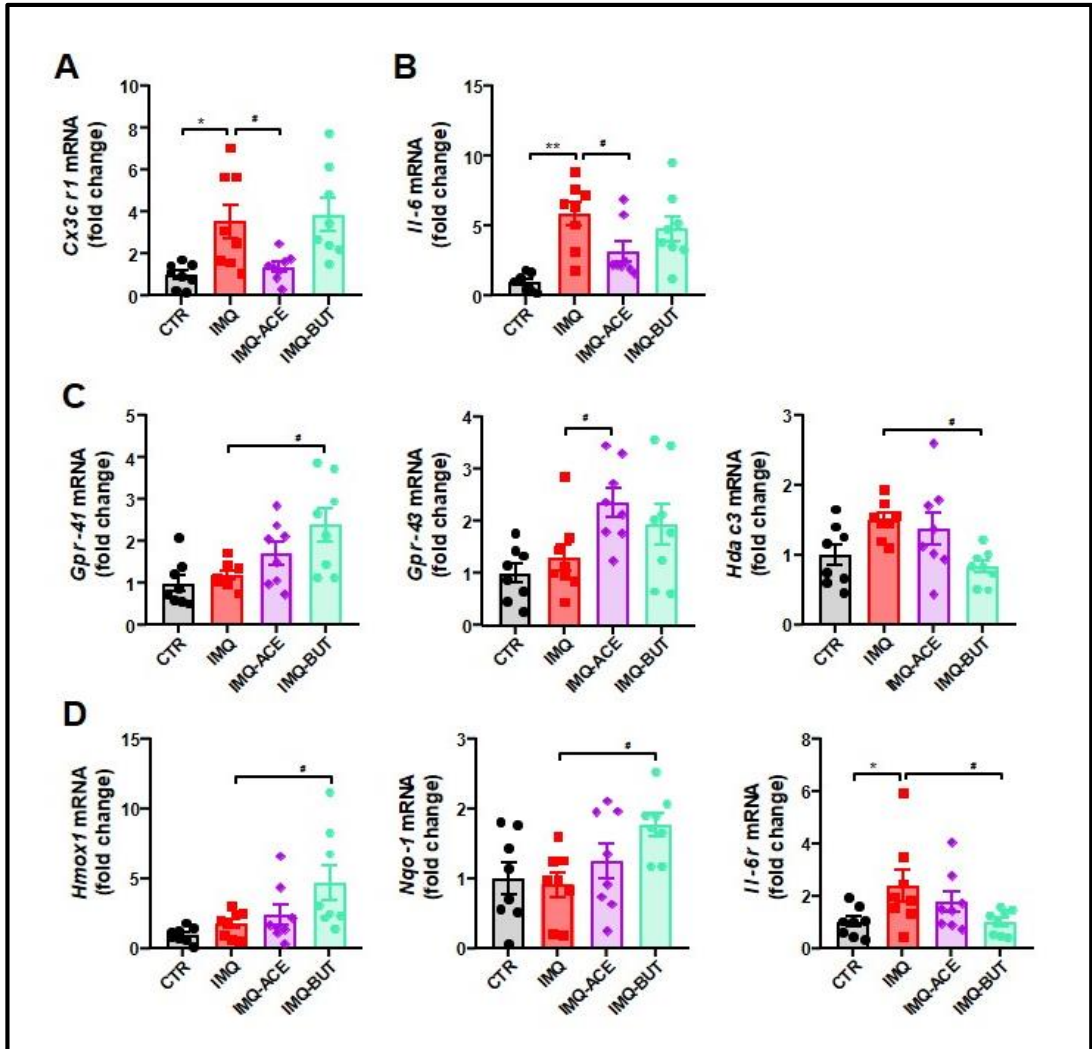 A
Cx3c r1 mRNA
(fold change)
10
8
6
4
2
0
*
#
CTR
IMQ
IMQ-ACE
IMQ-BUT
B
Il-6 mRNA
(fold change)
15
10
5
0
**
#
CTR
IMQ
IMQ-ACE
IMQ-BUT
C
Gpr-41 mRNA
(fold change)
5
4
3
2
1
0
#
CTR
IMQ
IMQ-ACE
IMQ-BUT
Gpr-43 mRNA
(fold change)
4
3
2
1
0
#
CTR
IMQ
IMQ-ACE
IMQ-BUT
Hda c3 mRNA
(fold change)
3
2
1
0
#
CTR
IMQ
IMQ-ACE
IMQ-BUT
D
Hmox1 mRNA
(fold change)
15
10
5
0
#
CTR
IMQ
IMQ-ACE
IMQ-BUT
Nqo-1 mRNA
(fold change)
3
2
1
0
#
CTR
IMQ
IMQ-ACE
IMQ-BUT
Il-6 r mRNA
(fold change)
8
6
4
2
0
*
#
CTR
IMQ
IMQ-ACE
IMQ-BUT